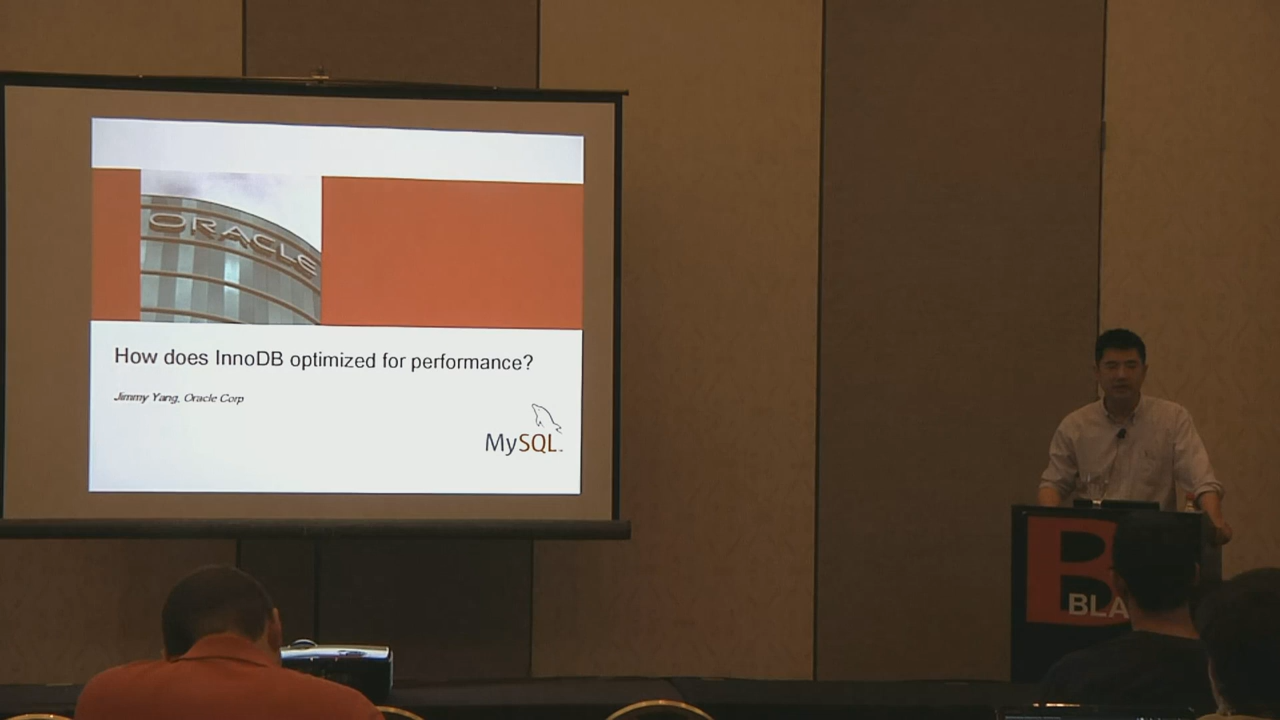 ORACLE
How does InnoDB optimized for performance?
Jimmy Yang, Oracle Corp
MySQL
B
BLA